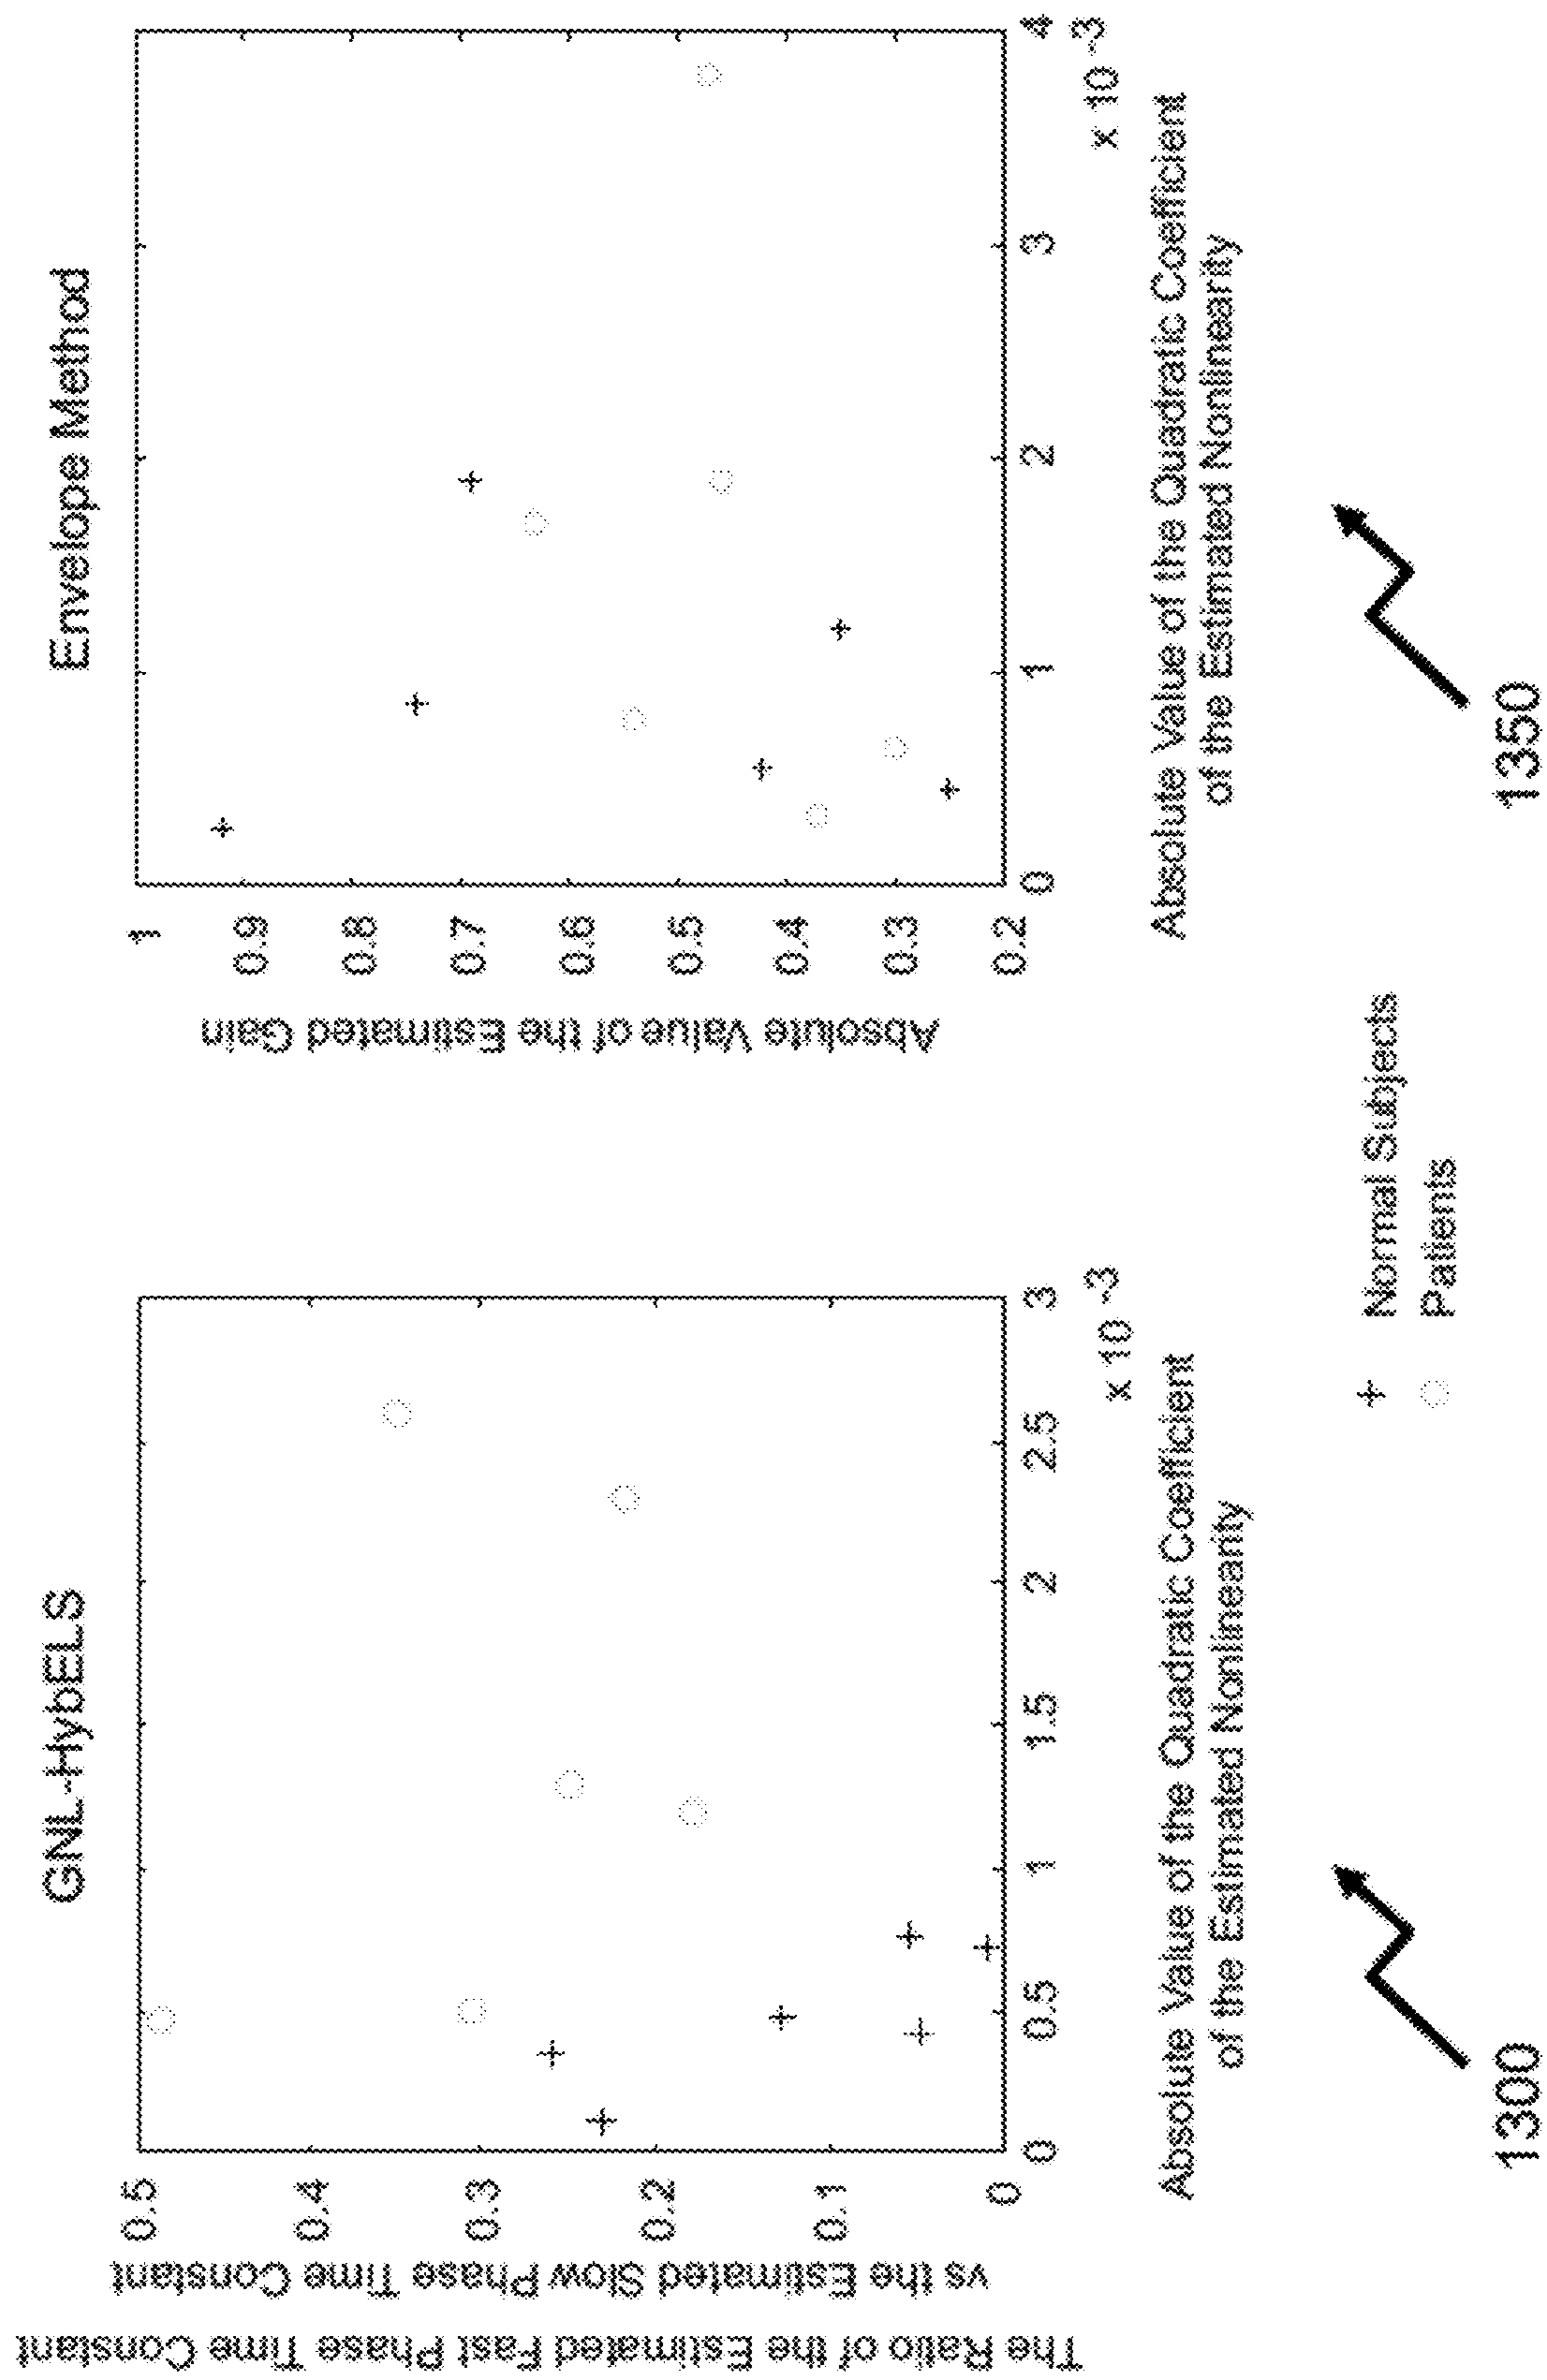 GNL-HybELS
The Ratio of the Estimated Fast Phase Time Constant
vs the Estimated Slow Phase Time Constant
0.5
0.4
0.3
0.2
0.1
0
0
0.5
1
1.5
2
2.5
3
x 10 -3
Absolute Value of the Quadratic Coefficient
of the Estimated Nonlinearity
1300
Envelope Method
Absolute Value of the Estimated Gain
1
0.9
0.8
0.7
0.6
0.5
0.4
0.3
0.2
0
1
2
3
4
x 10 -3
Absolute Value of the Quadratic Coefficient
of the Estimated Nonlinearity
1350
+ Normal Subjects
○ Patients